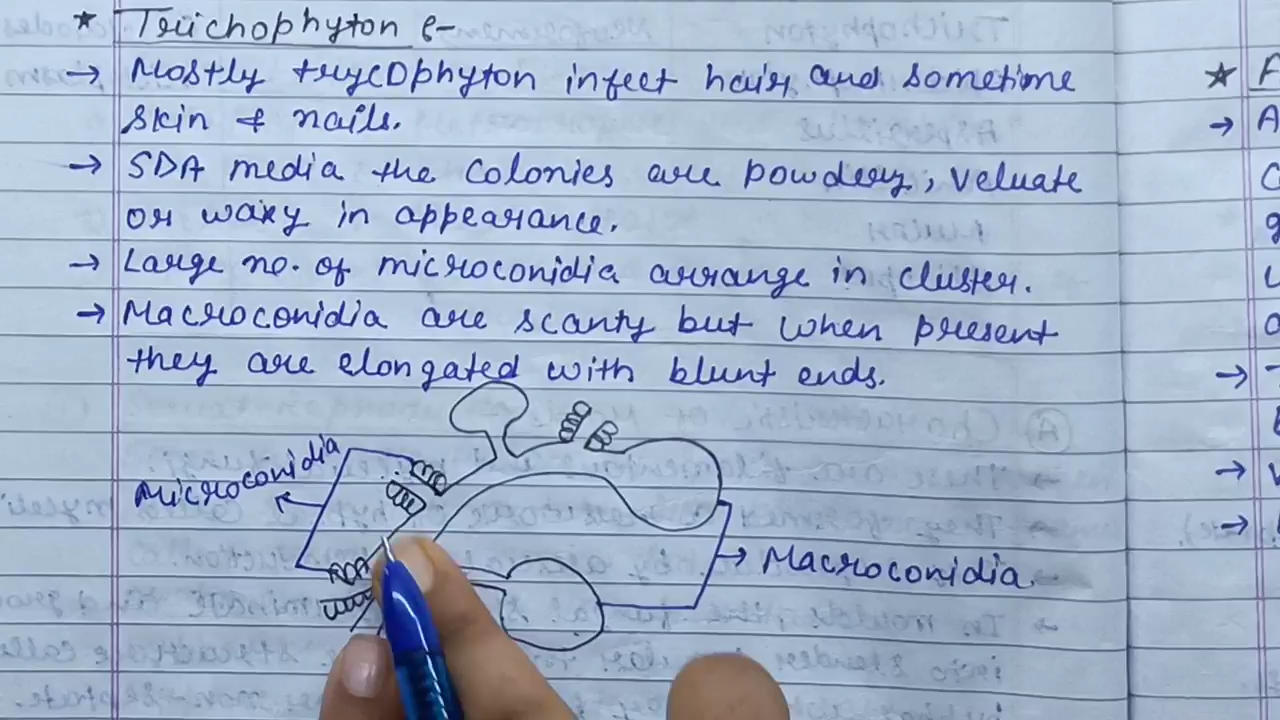 * Trichophyton :-
→ Mostly trycophyton infect hair, and sometime
skin & nails.
→ SDA media the colonies are powdery, veluate
or waxy in appearance.
→ Large no. of microconidia arrange in cluster.
→ Macroconidia are scanty but when present
they are elongated with blunt ends.
Microconidia
→ Macroconidia